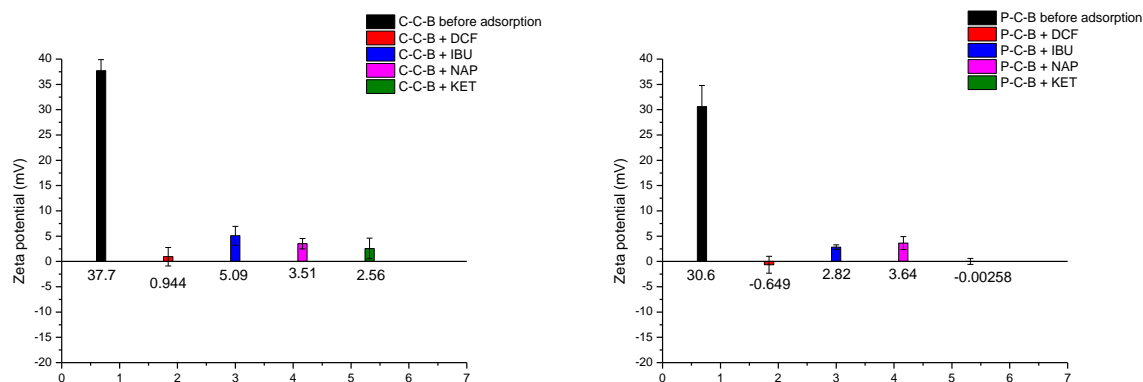 C-C-B before adsorption
C-C-B + DCF
C-C-B + IBU
C-C-B + NAP
C-C-B + KET
40
35
30
25
20
15
10
5
0
-5
-10
-15
-20
Zeta potential (mV)
37.7
0.944
5.09
3.51
2.56
0 1 2 3 4 5 6 7
P-C-B before adsorption
P-C-B + DCF
P-C-B + IBU
P-C-B + NAP
P-C-B + KET
40
35
30
25
20
15
10
5
0
-5
-10
-15
-20
Zeta potential (mV)
30.6
-0.649
2.82
3.64
-0.00258
0 1 2 3 4 5 6 7